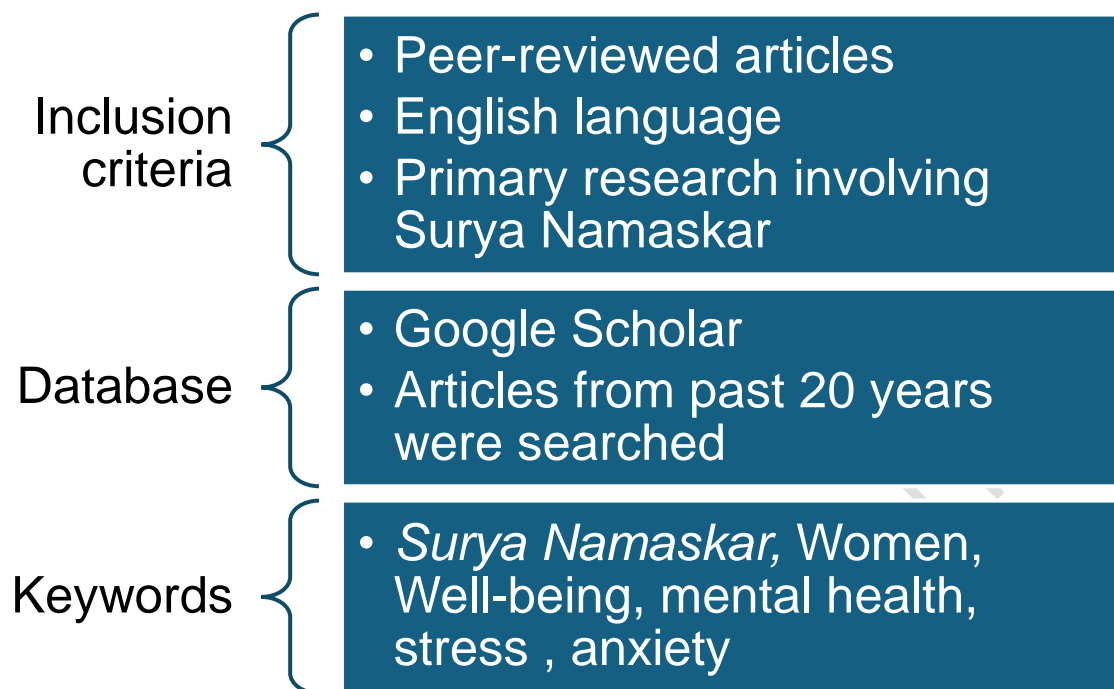 Inclusion
criteria
• Peer-reviewed articles
• English language
• Primary research involving
Surya Namaskar
Database
• Google Scholar
• Articles from past 20 years
were searched
Keywords
• Surya Namaskar, Women,
Well-being, mental health,
stress , anxiety